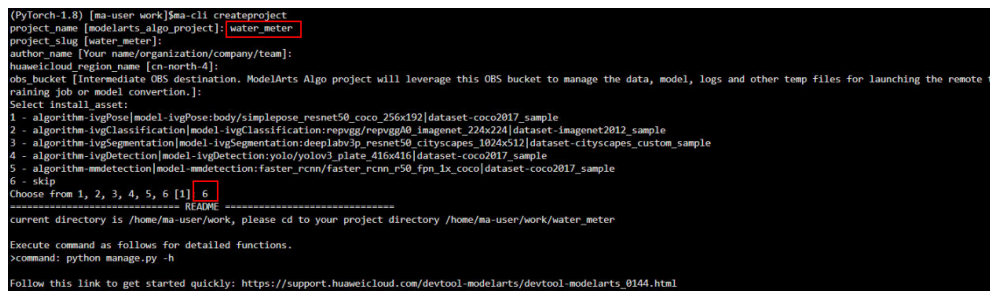 (PyTorch-1.8) [ma-user work]$ma-cli createproject
project_name [modelarts_algo_project]: water_meter
project_slug [water_meter]:
author_name [Your name/organization/company/team]:
huaweicloud_region_name [cn-north-4]:
obs_bucket [Intermediate OBS destination. ModelArts Algo project will leverage this OBS bucket to manage the data, model, logs and other temp files for launching the remote t
raining job or model convertion.]:
Select install_asset:
1 - algorithm-ivgPose|model-ivgPose:body/simplepose_resnet50_coco_256x192|dataset-coco2017_sample
2 - algorithm-ivgClassification|model-ivgClassification:repvgg/repvggA0_imagenet_224x224|dataset-imagenet2012_sample
3 - algorithm-ivgSegmentation|model-ivgSegmentation:deeplabv3p_resnet50_cityscapes_1024x512|dataset-cityscapes_custom_sample
4 - algorithm-ivgDetection|model-ivgDetection:yolo/yolov3_plate_416x416|dataset-coco2017_sample
5 - algorithm-mmdetection|model-mmdetection:faster_rcnn/faster_rcnn_r50_fpn_1x_coco|dataset-coco2017_sample
6 - skip
Choose from 1, 2, 3, 4, 5, 6 [1]: 6
============================== README ==============================
current directory is /home/ma-user/work, please cd to your project directory /home/ma-user/work/water_meter
Execute command as follows for detailed functions.
>command: python manage.py -h
Follow this link to get started quickly: https://support.huaweicloud.com/devtool-modelarts/devtool-modelarts_0144.html